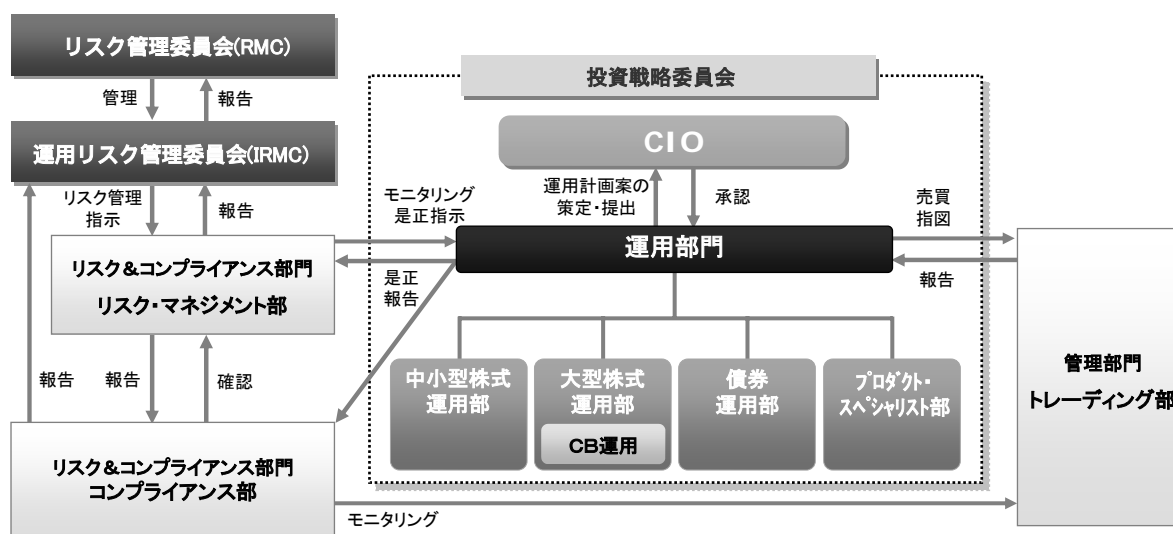 リスク管理委員会(RMC)
管理
報告
運用リスク管理委員会(IRMC)
リスク管理
指示
報告
リスク&コンプライアンス部門
リスク・マネジメント部
報告
報告
確認
リスク&コンプライアンス部門
コンプライアンス部
モニタリング
モニタリング
是正指示
是正
報告
投資戦略委員会
CIO
運用計画案の
策定・提出
承認
運用部門
中小型株式
運用部
大型株式
運用部
CB運用
債券
運用部
プロダクト・
スペシャリスト部
売買
指図
報告
管理部門
トレーディング部